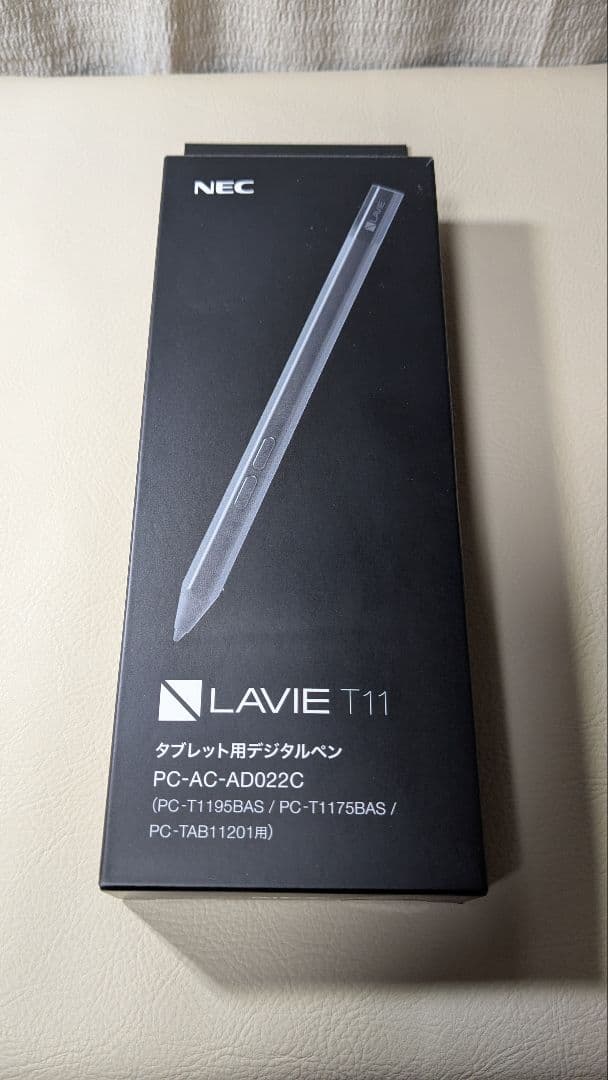 NEC
LAVIE
LAVIE T11
タブレット用デジタルペン
PC-AC-AD022C
(PC-T1195BAS / PC-T1175BAS /
PC-TAB11201用)